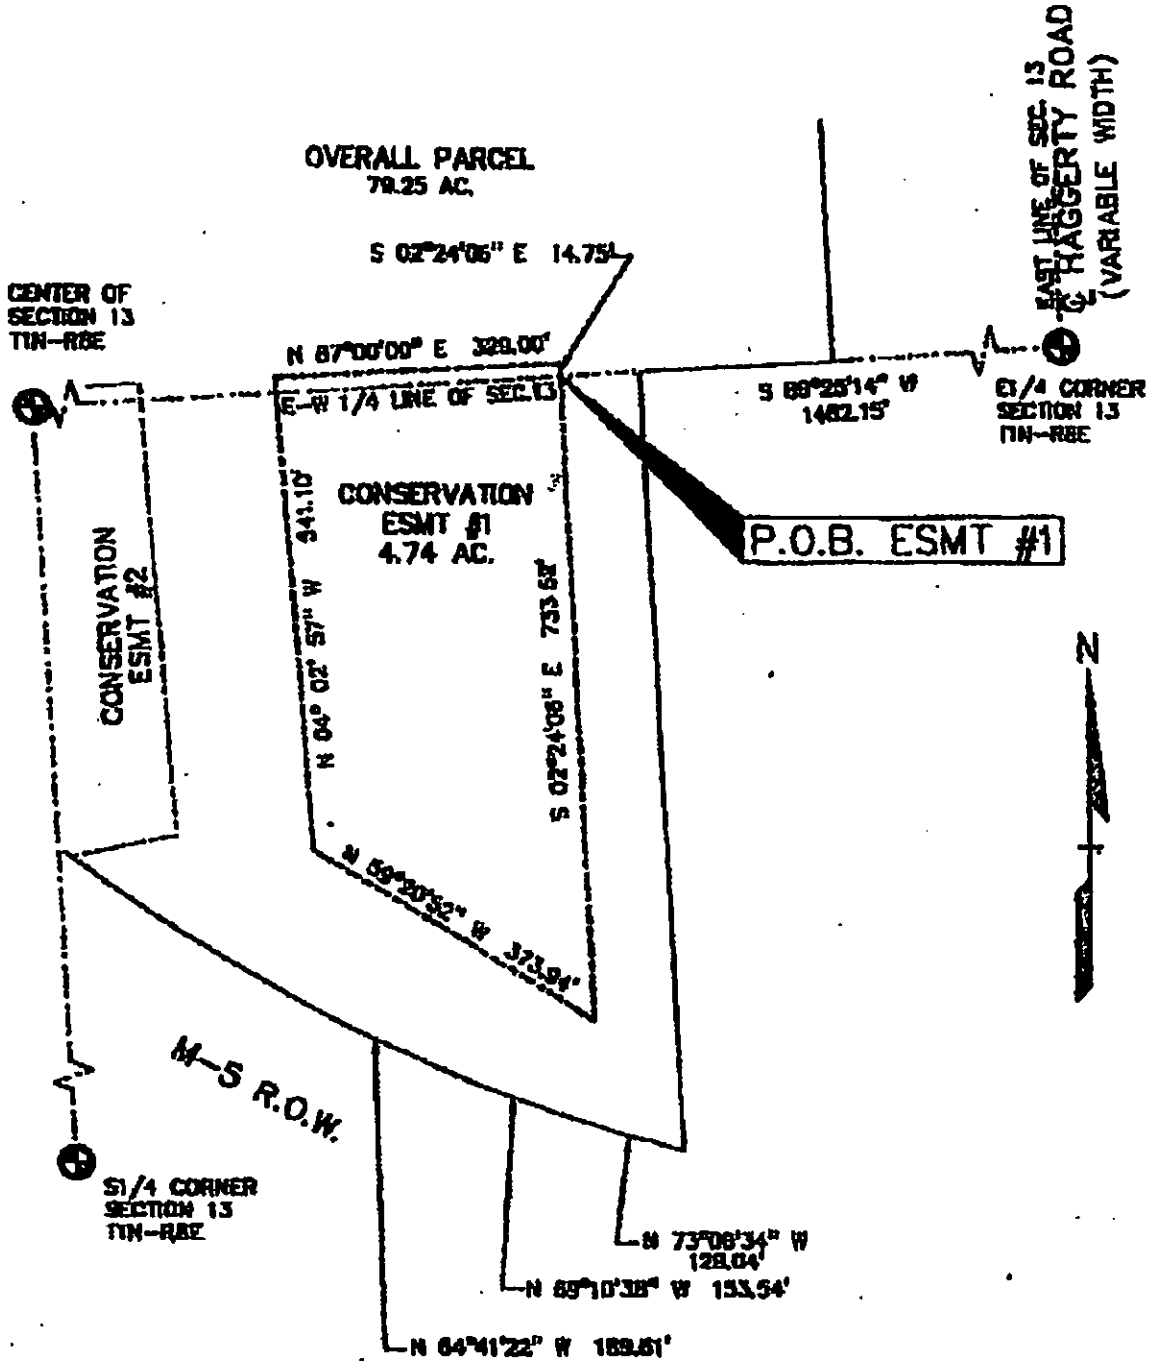 EAST LINE OF SEC. 13
℄ HAGGERTY ROAD
(VARIABLE WIDTH)
OVERALL PARCEL
79.25 AC.
S 02°24'06" E 14.75'
CENTER OF
SECTION 13
T1N-R8E
N 87°00'00" E 329.00'
E-W 1/4 LINE OF SEC.13
S 89°25'14" W
1482.15'
E1/4 CORNER
SECTION 13
T1N-R8E
CONSERVATION
ESMT #1
4.74 AC.
541.10'
N 04° 02' 57" W
P.O.B. ESMT #1
CONSERVATION
ESMT #2
S 02°24'06" E 733.52'
N
N 59°20'52" W 373.94'
M-5 R.O.W.
S1/4 CORNER
SECTION 13
T1N-R8E
N 73°08'34" W
129.04'
N 69°10'38" W 153.54'
N 64°41'22" W 189.61'